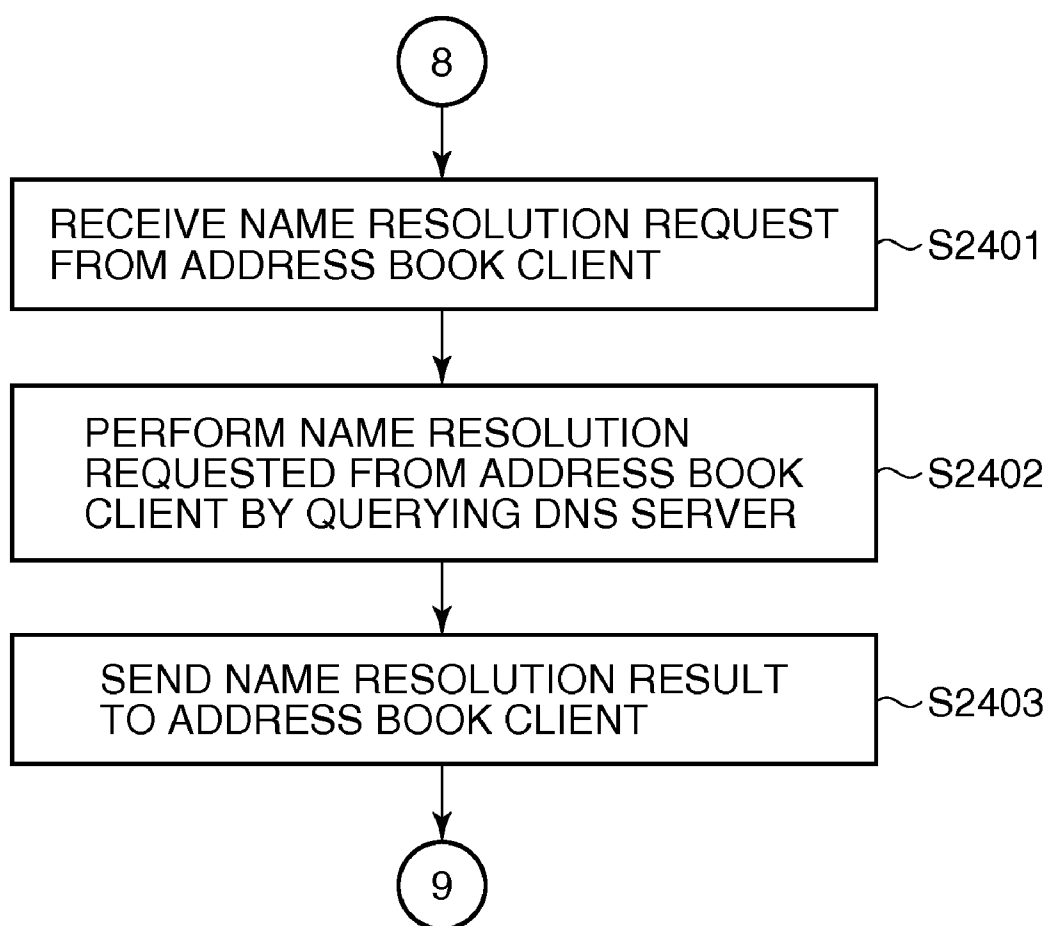 8
RECEIVE NAME RESOLUTION REQUEST
FROM ADDRESS BOOK CLIENT
S2401
PERFORM NAME RESOLUTION
REQUESTED FROM ADDRESS BOOK
CLIENT BY QUERYING DNS SERVER
S2402
SEND NAME RESOLUTION RESULT
TO ADDRESS BOOK CLIENT
S2403
9